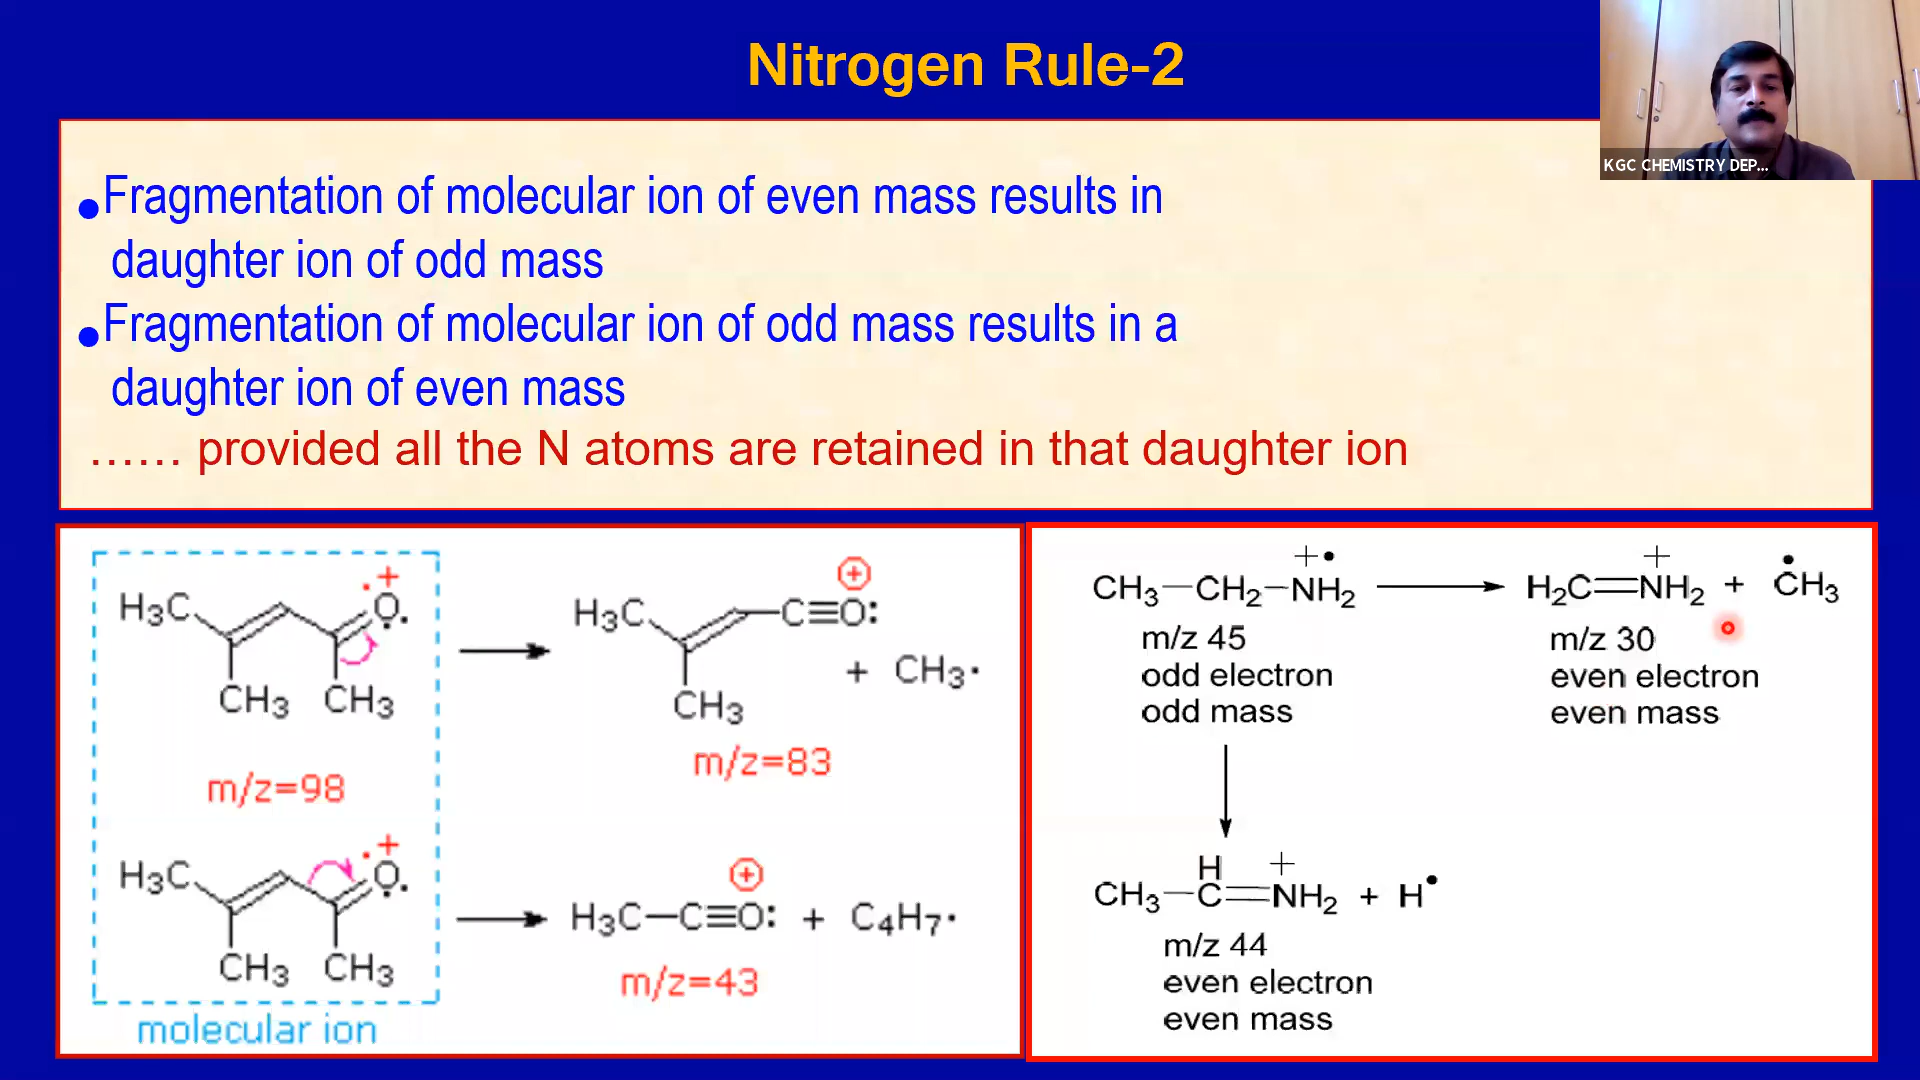 Nitrogen Rule-2
KGC CHEMISTRY DEP...
•Fragmentation of molecular ion of even mass results in
daughter ion of odd mass
•Fragmentation of molecular ion of odd mass results in a
daughter ion of even mass
…… provided all the N atoms are retained in that daughter ion
H₃C O
CH₃ CH₃
m/z=98
H₃C C≡O:
+ CH₃·
CH₃
m/z=83
H₃C O
CH₃ CH₃
molecular ion
H₃C—C≡O: + C₄H₇·
m/z=43
CH₃—CH₂—NH₂ H₂C=NH₂ + CH₃
m/z 45
odd electron
odd mass
m/z 30
even electron
even mass
H +
CH₃—C=NH₂ + H•
m/z 44
even electron
even mass